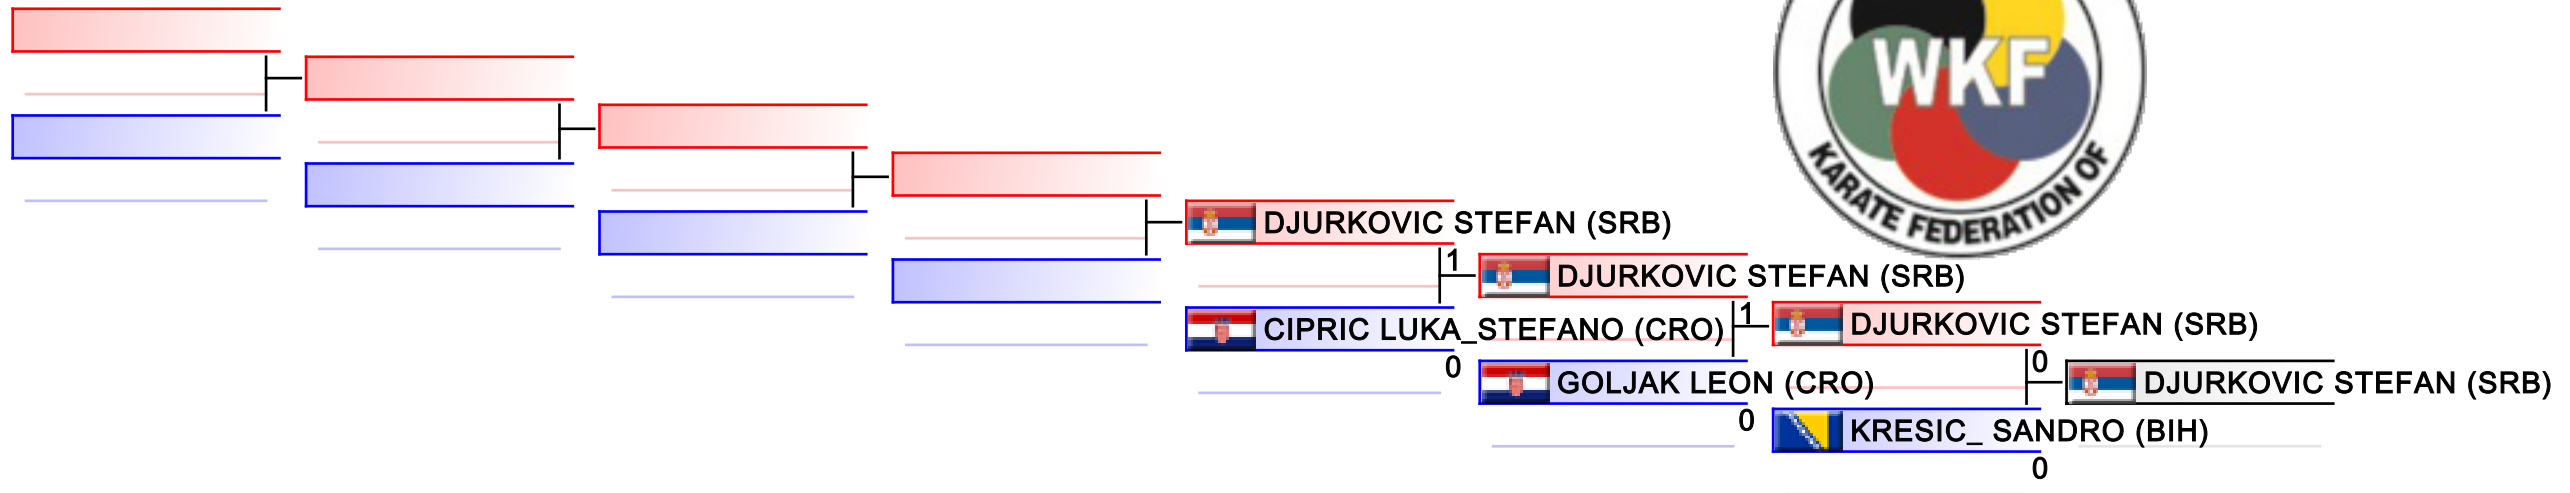 WKF
KARATE FEDERATION OF
DJURKOVIC STEFAN (SRB)
1
DJURKOVIC STEFAN (SRB)
CIPRIC LUKA_STEFANO (CRO)
0
1
DJURKOVIC STEFAN (SRB)
GOLJAK LEON (CRO)
0
0
DJURKOVIC STEFAN (SRB)
KRESIC_ SANDRO (BIH)
0